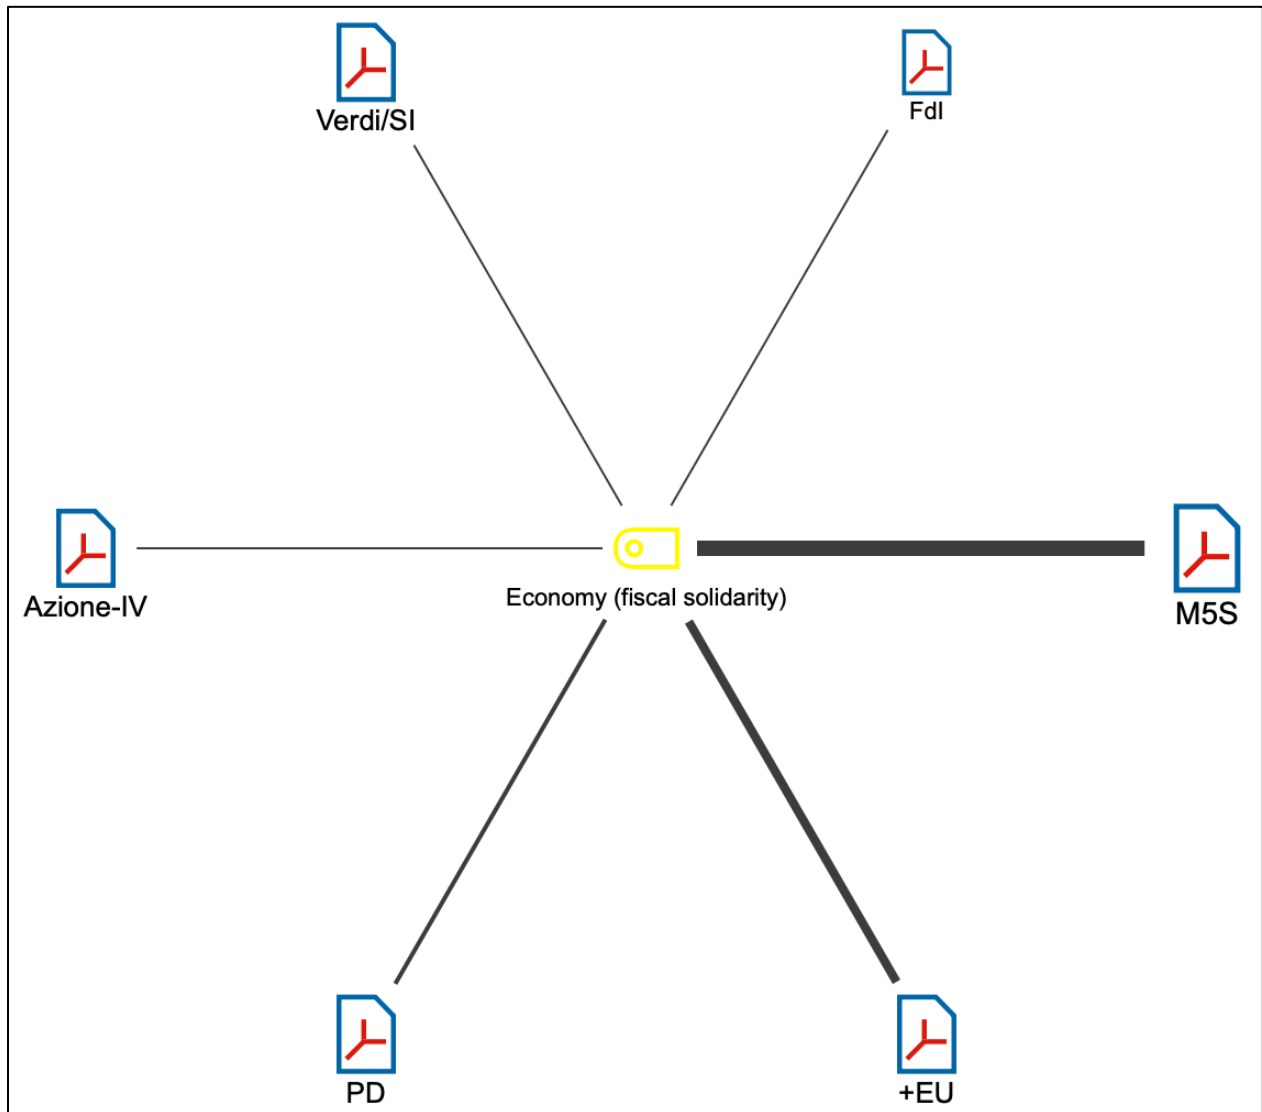 Verdi/SI
FdI
Azione-IV
Economy (fiscal solidarity)
M5S
PD
+EU